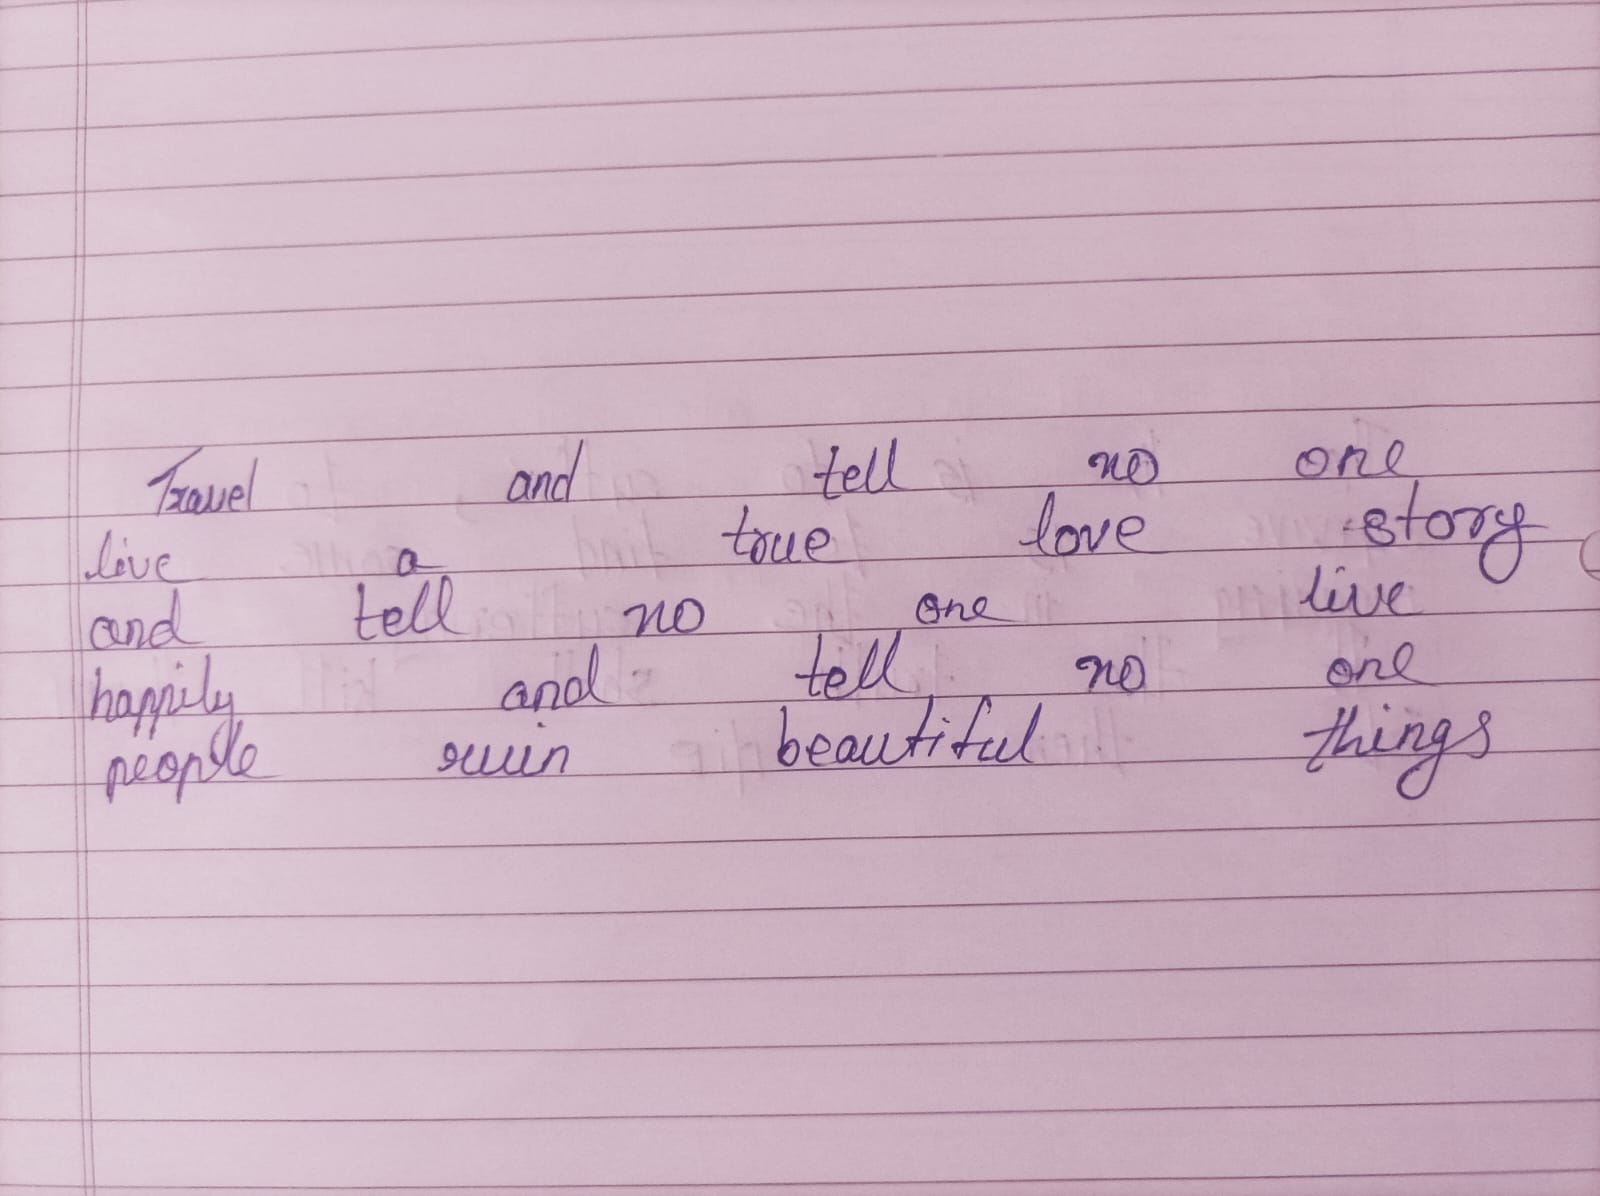 Travel and tell no one
live a true love story
and tell no one live
happily and tell no one
people ruin beautiful things